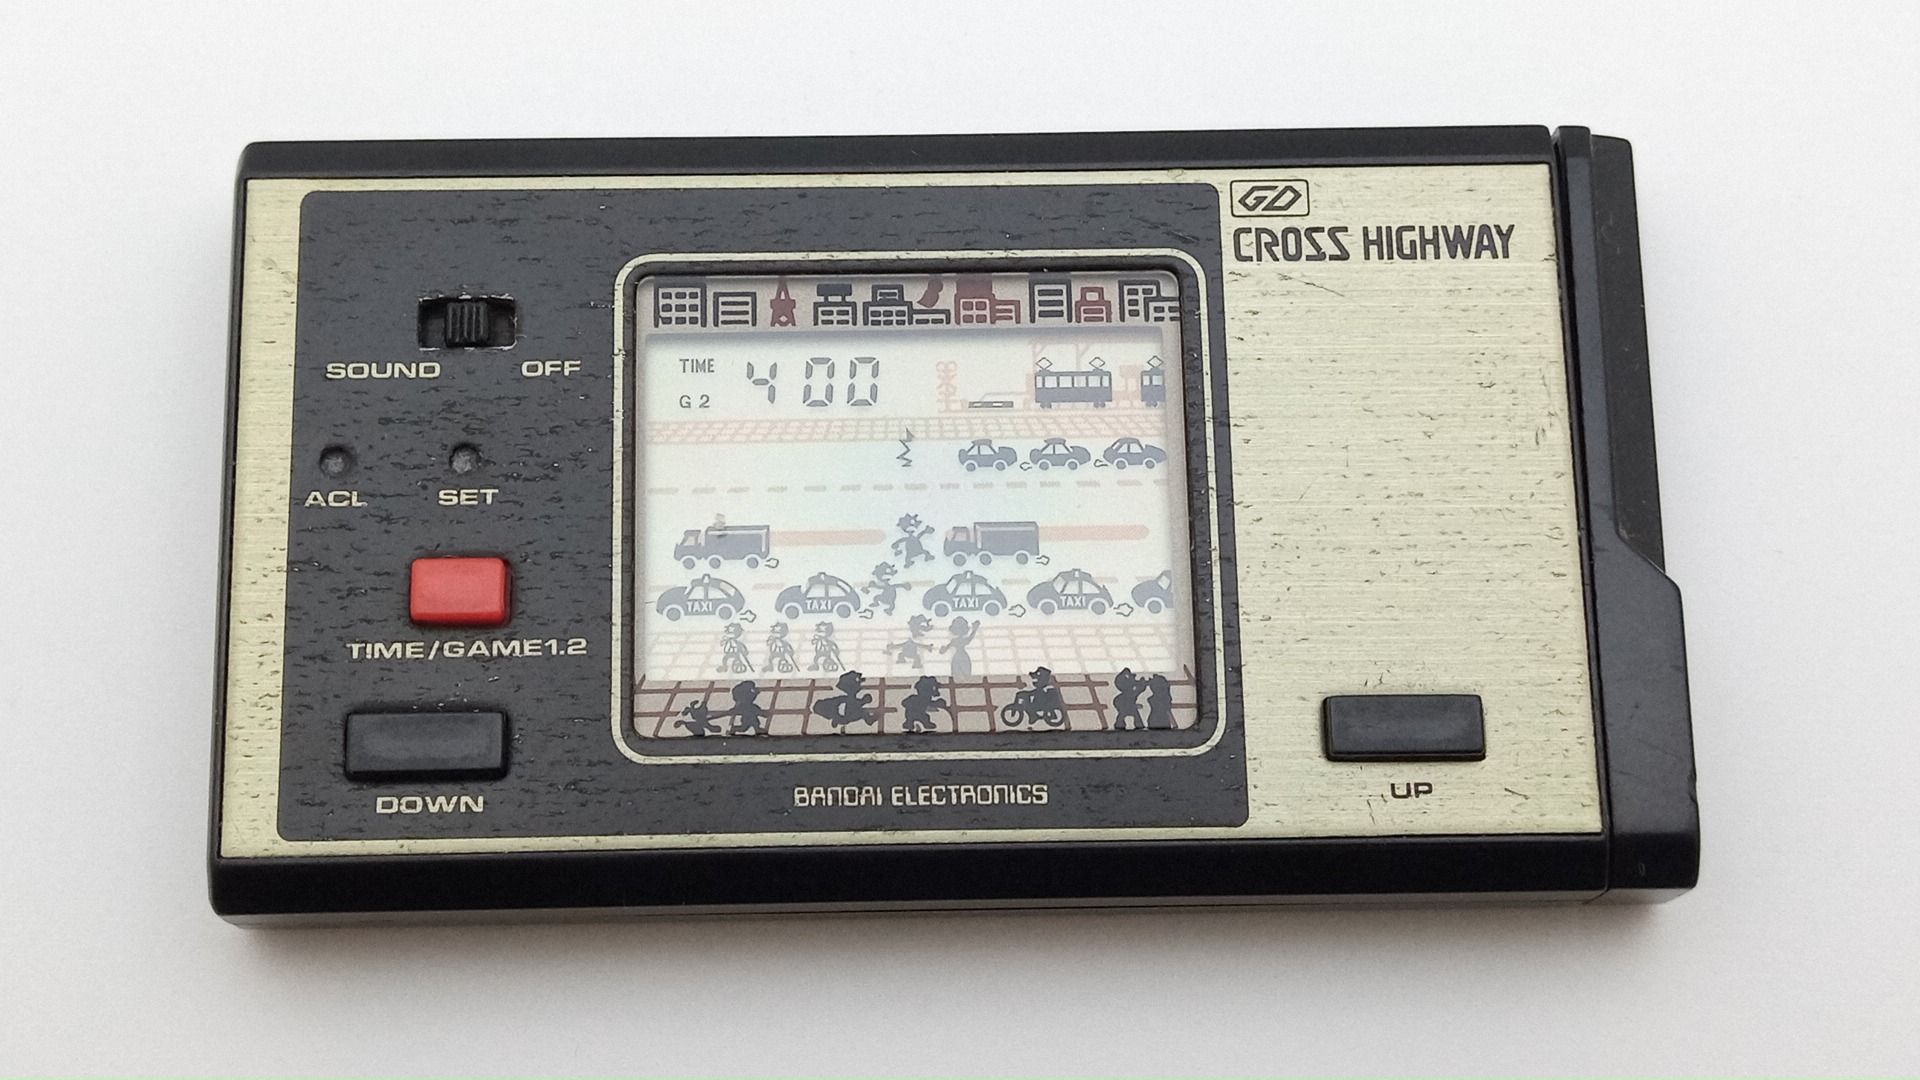 GD
CROSS HIGHWAY
SOUND OFF
TIME 400
G 2
ACL SET
TAXI TAXI TAXI TAXI
TIME/GAME1.2
DOWN
UP
BANDAI ELECTRONICS